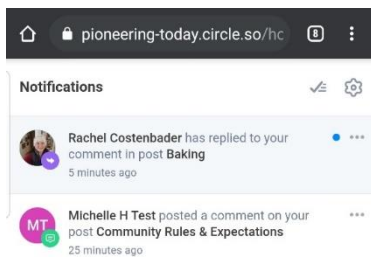 pioneering-today.circle.so/hc 8
Notifications
Rachel Costenbader has replied to your
comment in post Baking
5 minutes ago
MT
Michelle H Test posted a comment on your
post Community Rules & Expectations
25 minutes ago